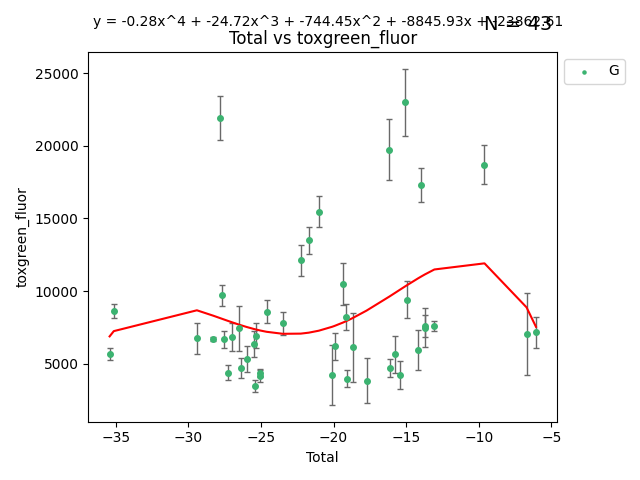 y = -0.28x^4 + -24.72x^3 + -744.45x^2 + -8845.93x +
N = 43
Total vs toxgreen_fluor
G
25000
20000
15000
10000
5000
toxgreen_fluor
−35 −30 −25 −20 −15 −10 −5
Total